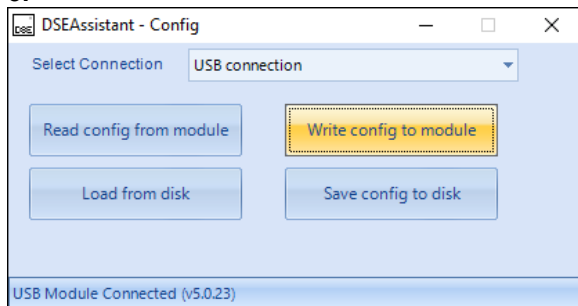 DSE DSEAssistant - Config
Select Connection USB connection
Read config from module Write config to module
Load from disk Save config to disk
USB Module Connected (v5.0.23)